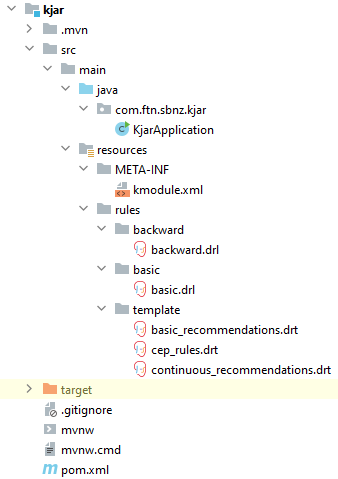 kjar
.mvn
src
main
java
com.ftn.sbnz.kjar
KjarApplication
resources
META-INF
kmodule.xml
rules
backward
backward.drl
basic
basic.drl
template
basic_recommendations.drt
cep_rules.drt
continuous_recommendations.drt
target
.gitignore
mvnw
mvnw.cmd
pom.xml